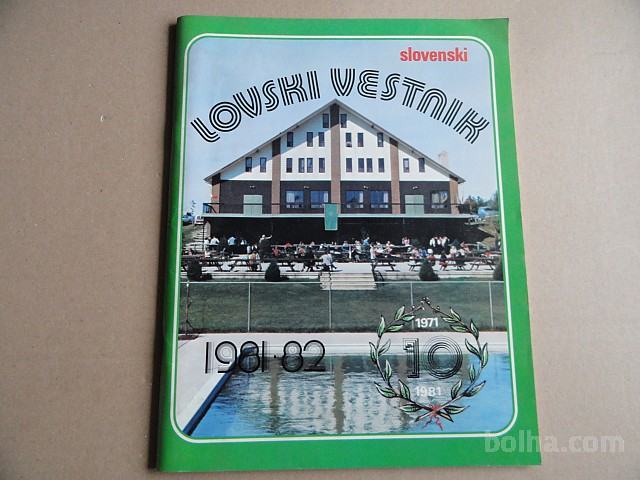 slovenski
LOVSKI VESTNIK
1981·82
1971
10
1981
bolha.com